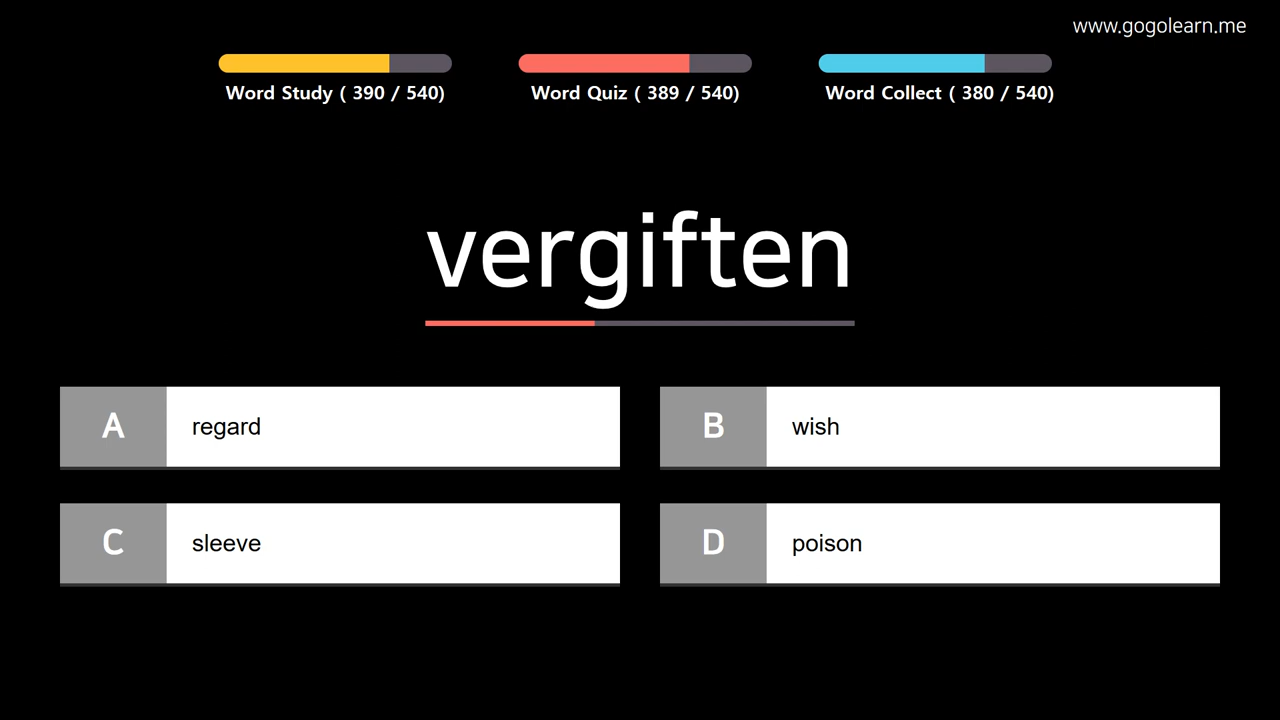 www.gogolearn.me
Word Study ( 390 / 540)
Word Quiz ( 389 / 540)
Word Collect ( 380 / 540)
vergiften
A regard
B wish
C sleeve
D poison